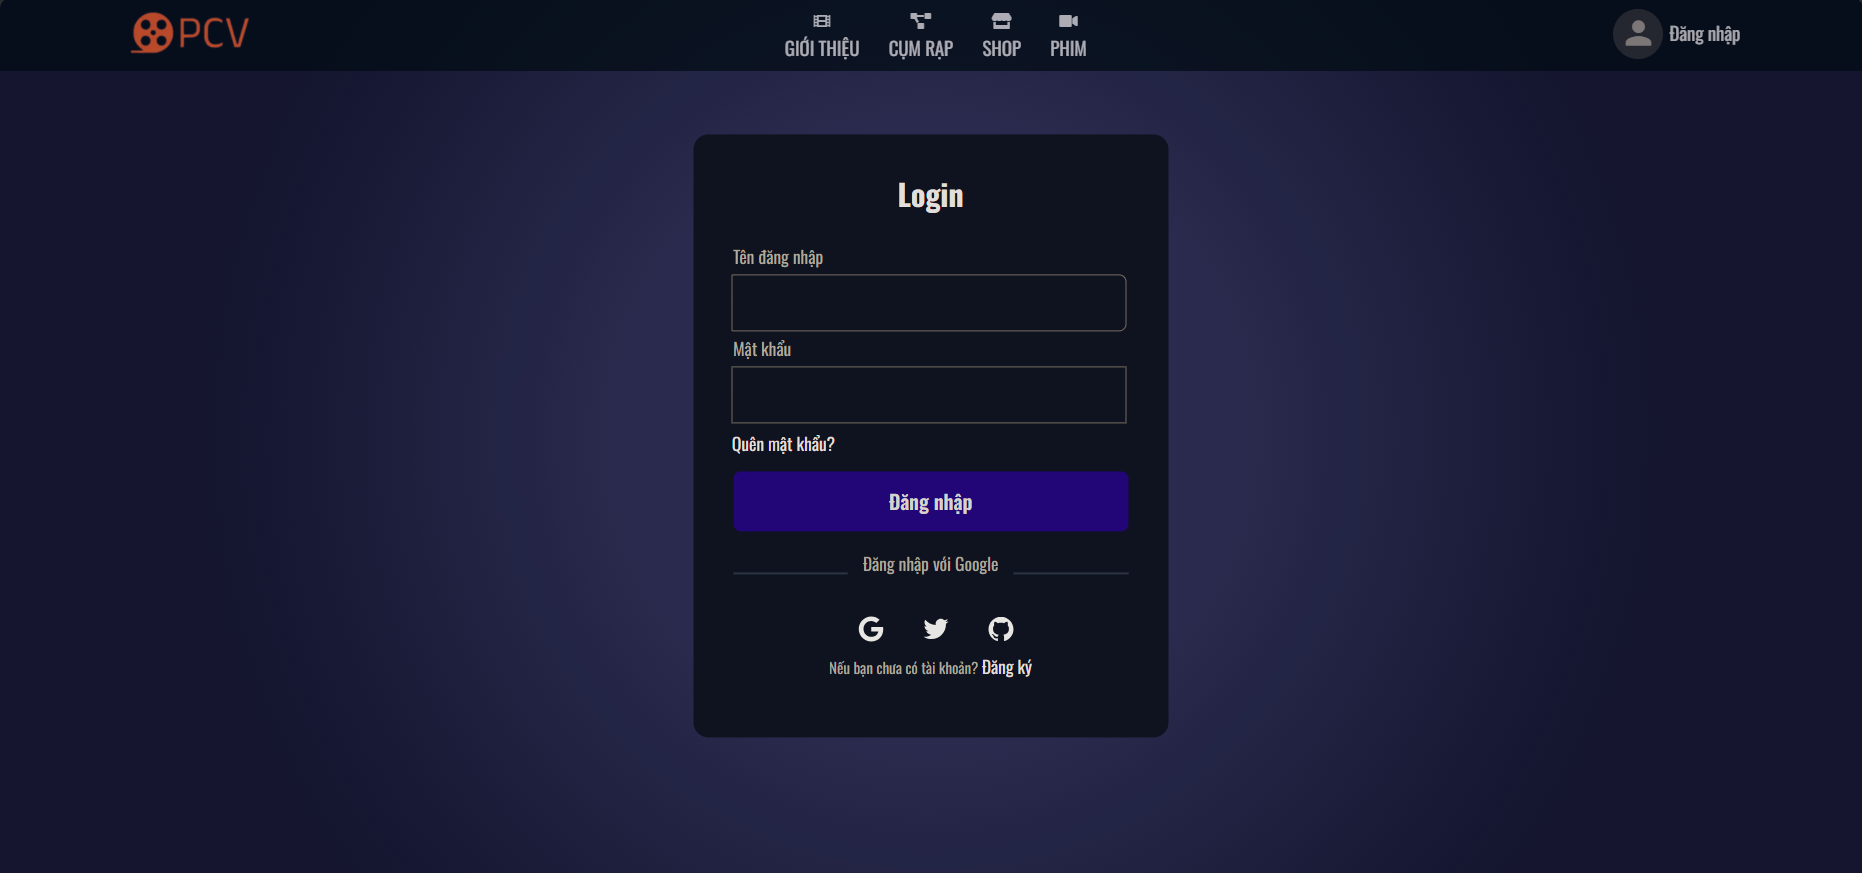 PCV
GIỚI THIỆU
CỤM RẠP
SHOP
PHIM
Đăng nhập
Login
Tên đăng nhập
Mật khẩu
Quên mật khẩu?
Đăng nhập
Đăng nhập với Google
Nếu bạn chưa có tài khoản? Đăng ký